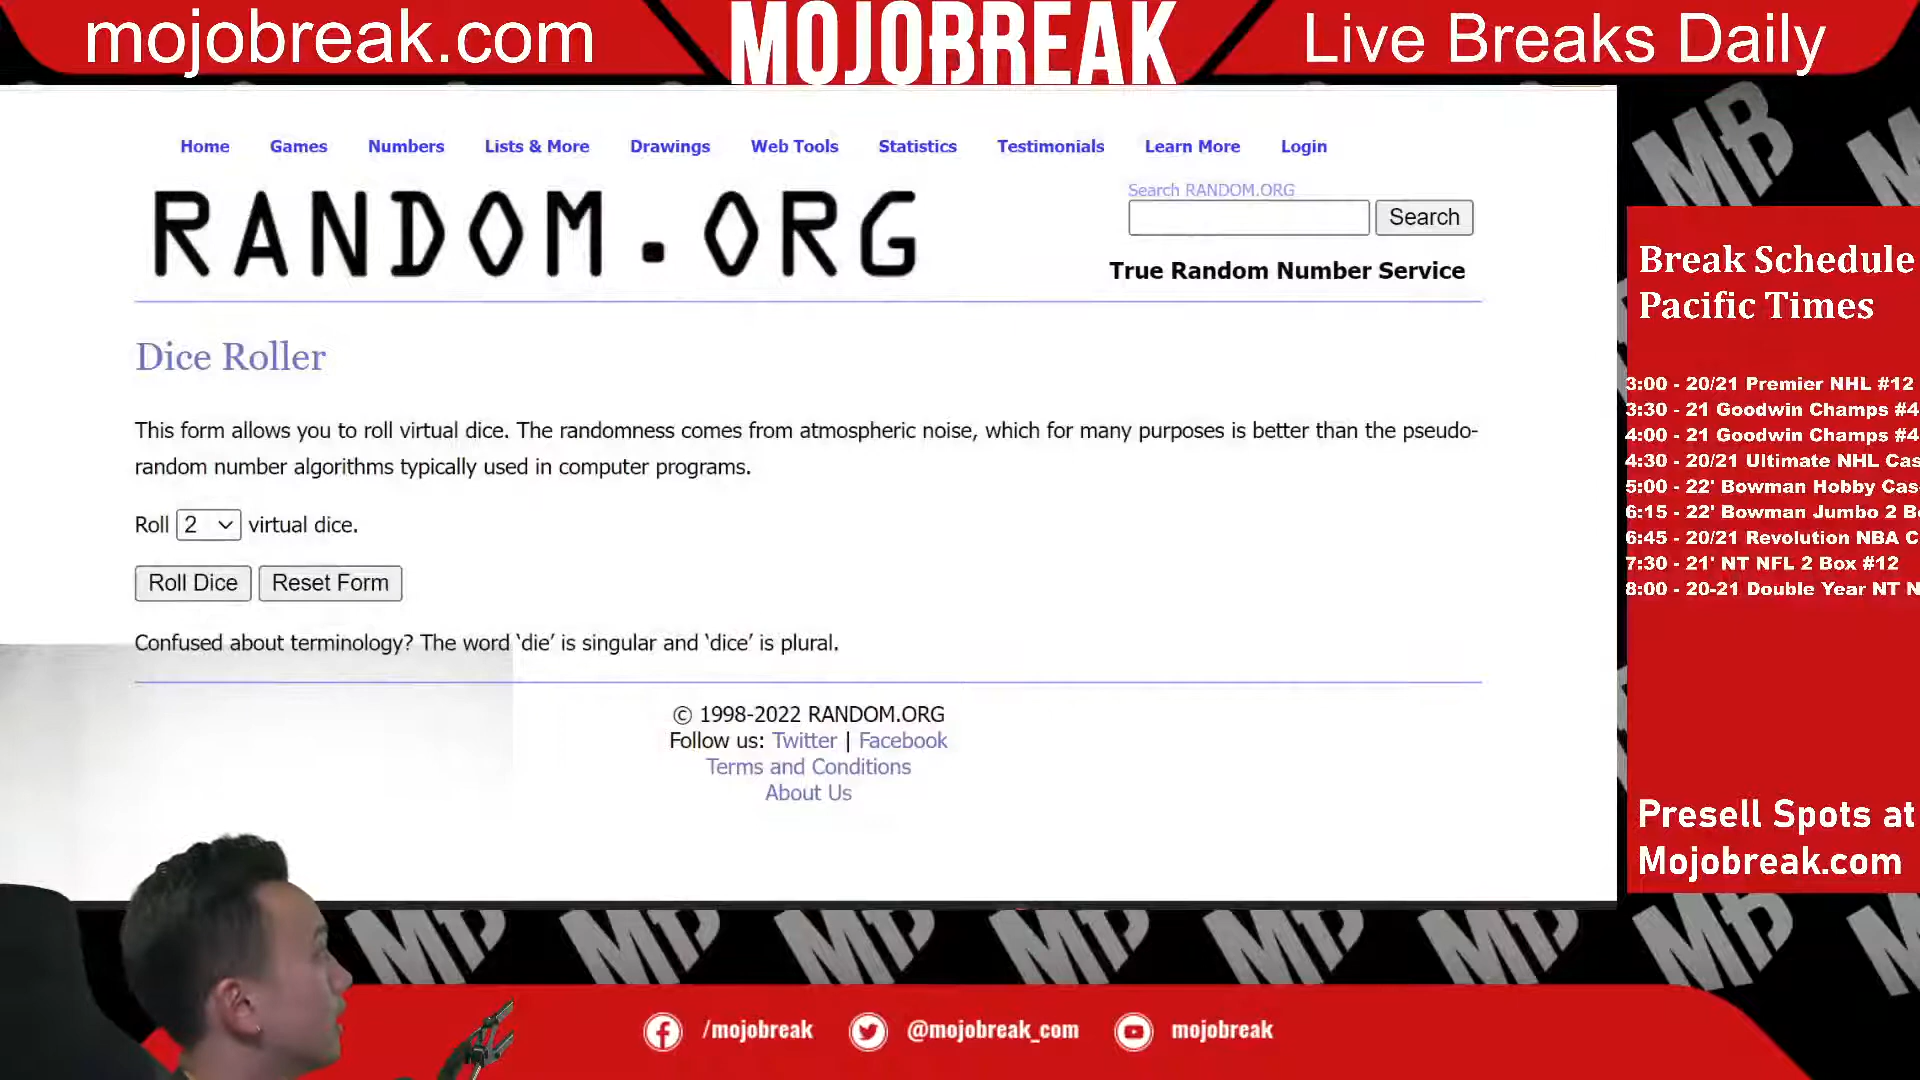 mojobreak.com
MOJOBREAK
Live Breaks Daily
Home Games Numbers Lists & More Drawings Web Tools Statistics Testimonials Learn More Login
RANDOM.ORG
Search RANDOM.ORG
Search
True Random Number Service
Dice Roller
This form allows you to roll virtual dice. The randomness comes from atmospheric noise, which for many purposes is better than the pseudo-
random number algorithms typically used in computer programs.
Roll 2 virtual dice.
Roll Dice Reset Form
Confused about terminology? The word ‘die’ is singular and ‘dice’ is plural.
© 1998-2022 RANDOM.ORG
Follow us: Twitter | Facebook
Terms and Conditions
About Us
Break Schedule
Pacific Times
3:00 - 20/21 Premier NHL #12
3:30 - 21 Goodwin Champs #4
4:00 - 21 Goodwin Champs #4
4:30 - 20/21 Ultimate NHL Cas
5:00 - 22' Bowman Hobby Cas
6:15 - 22' Bowman Jumbo 2 B
6:45 - 20/21 Revolution NBA C
7:30 - 21' NT NFL 2 Box #12
8:00 - 20-21 Double Year NT N
Presell Spots at
Mojobreak.com
/mojobreak @mojobreak_com mojobreak